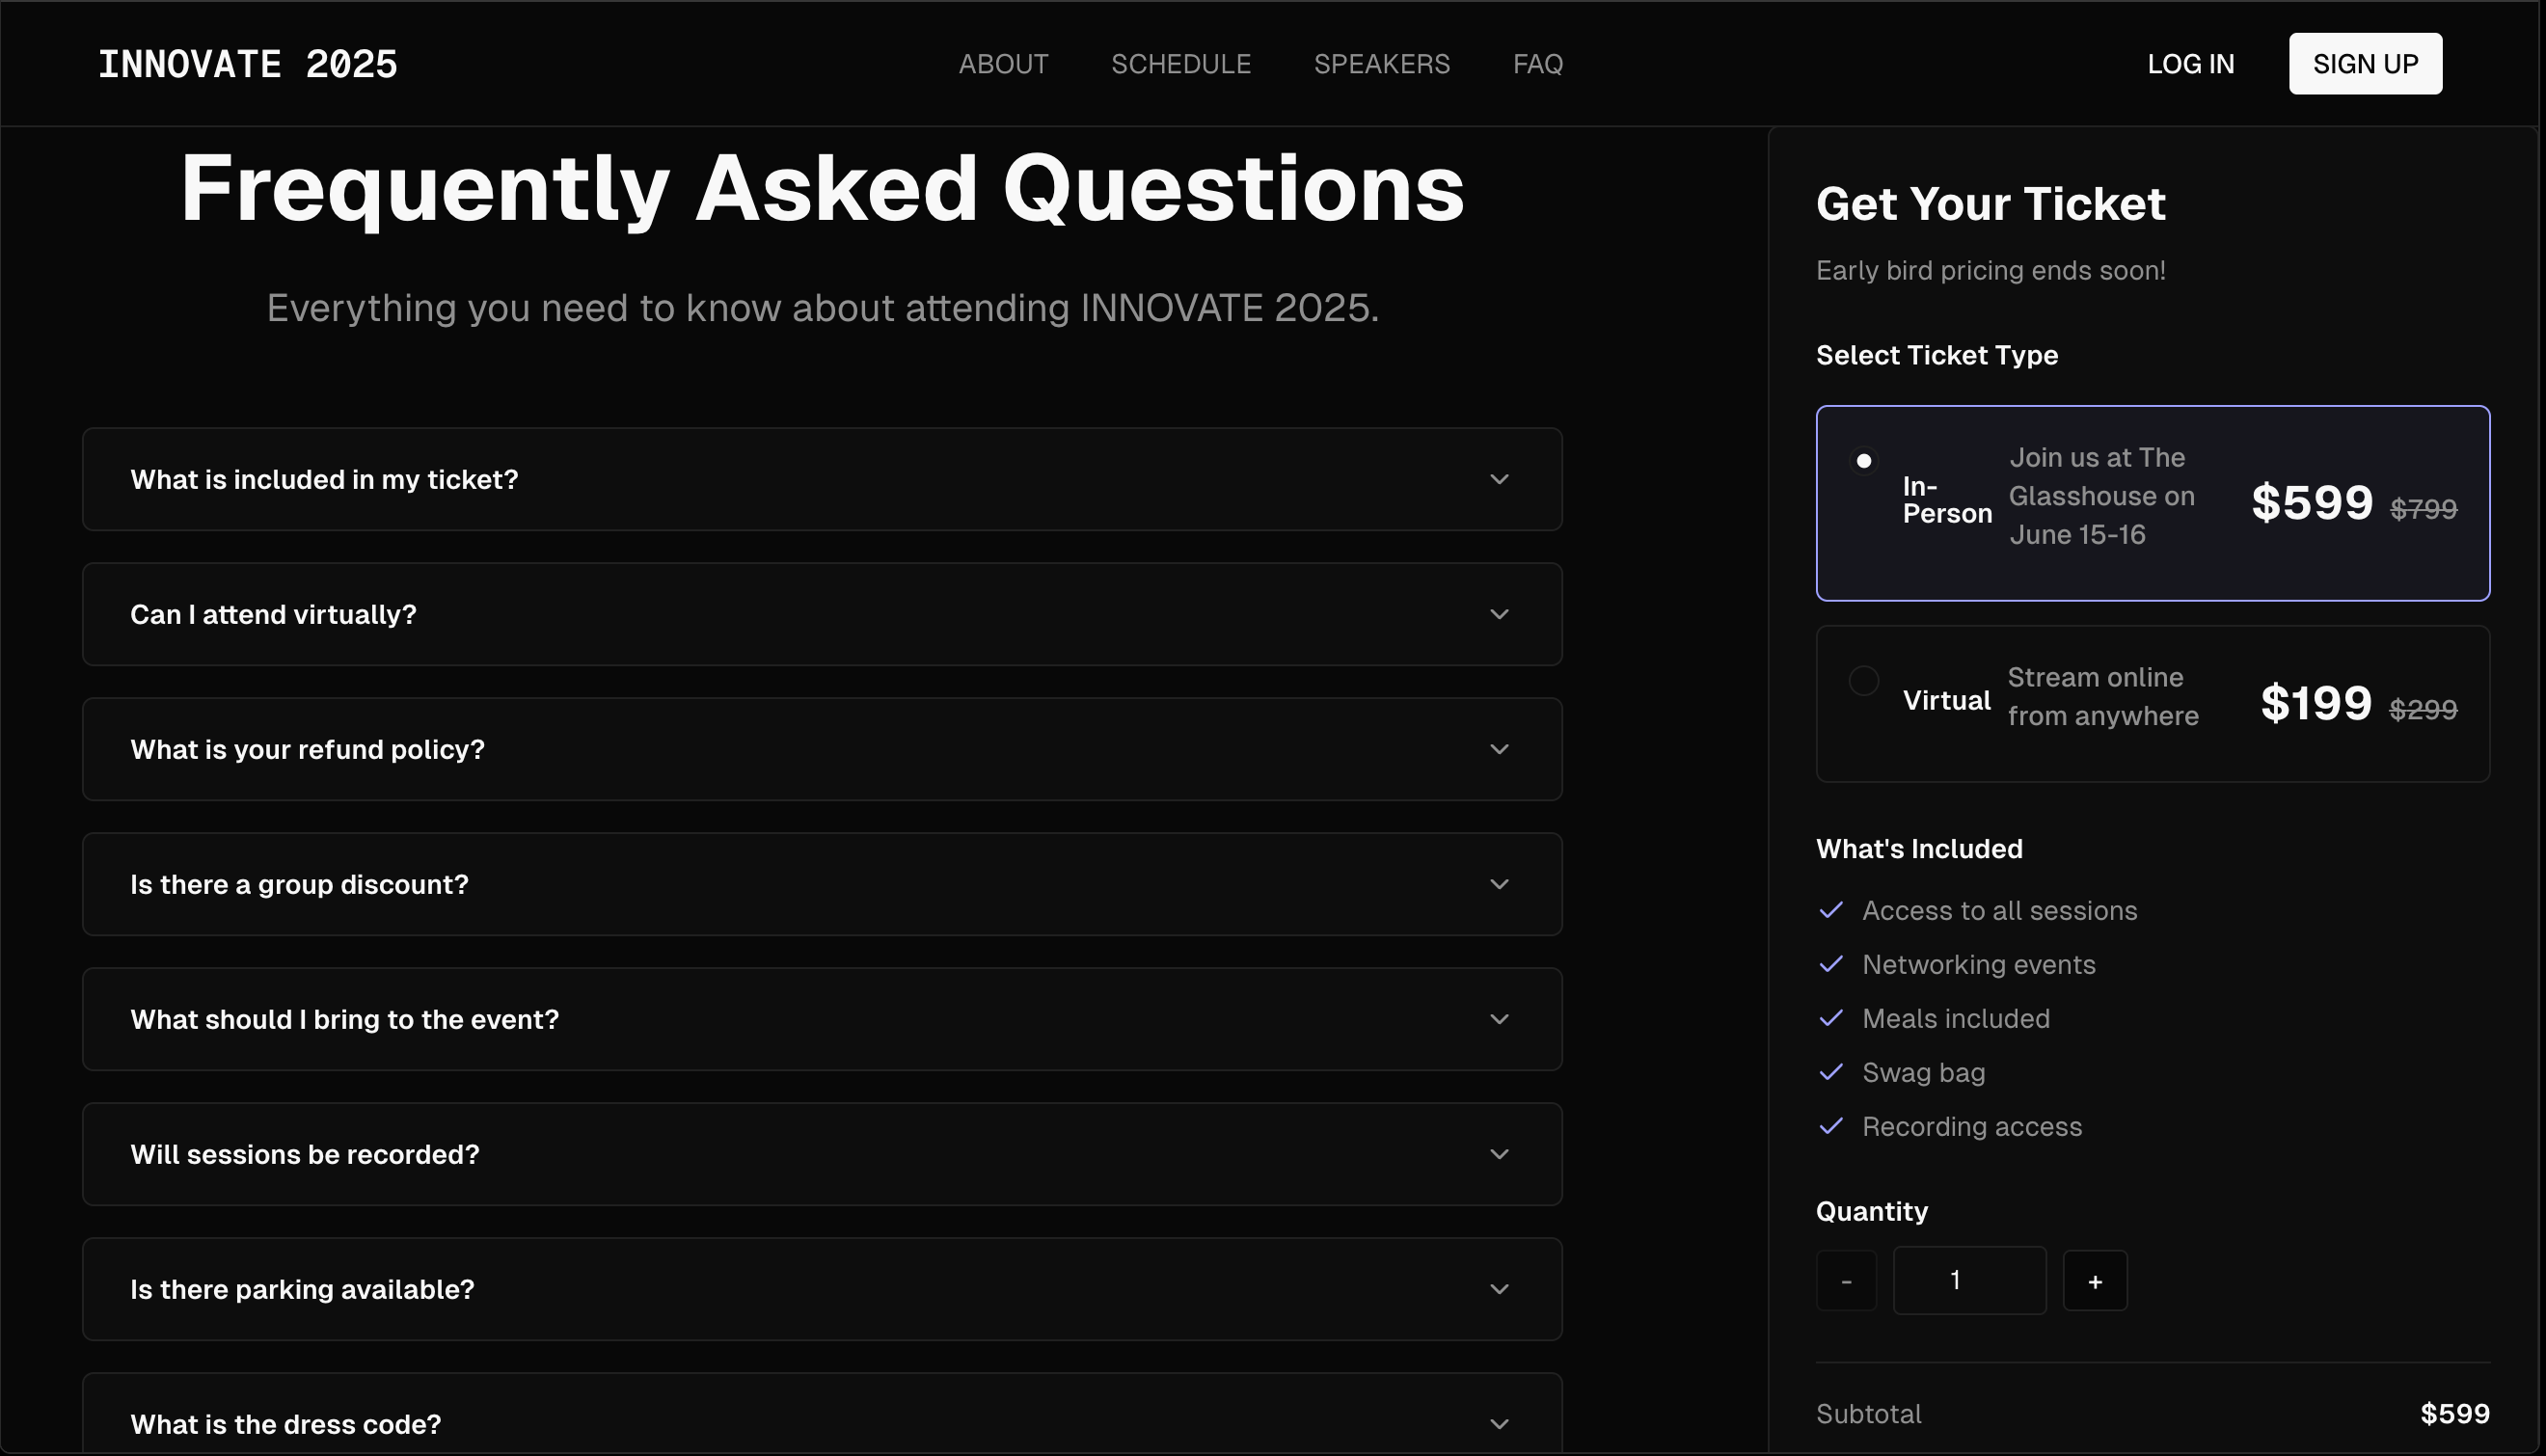 INNOVATE 2025
ABOUT
SCHEDULE
SPEAKERS
FAQ
LOG IN
SIGN UP
Frequently Asked Questions
Everything you need to know about attending INNOVATE 2025.
What is included in my ticket?
Can I attend virtually?
What is your refund policy?
Is there a group discount?
What should I bring to the event?
Will sessions be recorded?
Is there parking available?
What is the dress code?
Get Your Ticket
Early bird pricing ends soon!
Select Ticket Type
In-
Person
Join us at The
Glasshouse on
June 15-16
$599 $799
Virtual
Stream online
from anywhere
$199 $299
What's Included
Access to all sessions
Networking events
Meals included
Swag bag
Recording access
Quantity
- 1 +
Subtotal $599